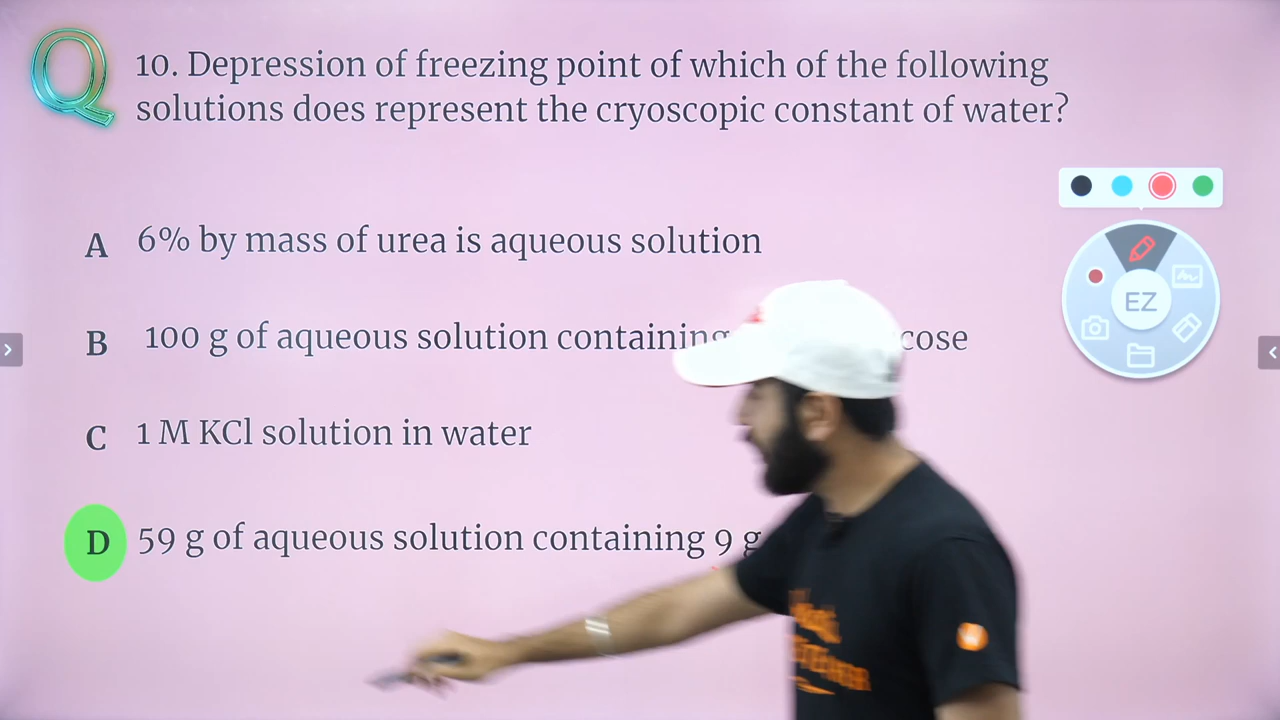 Q
10. Depression of freezing point of which of the following
solutions does represent the cryoscopic constant of water?
A 6% by mass of urea is aqueous solution
B 100 g of aqueous solution containing cose
C 1 M KCl solution in water
D 59 g of aqueous solution containing 9 g
EZ